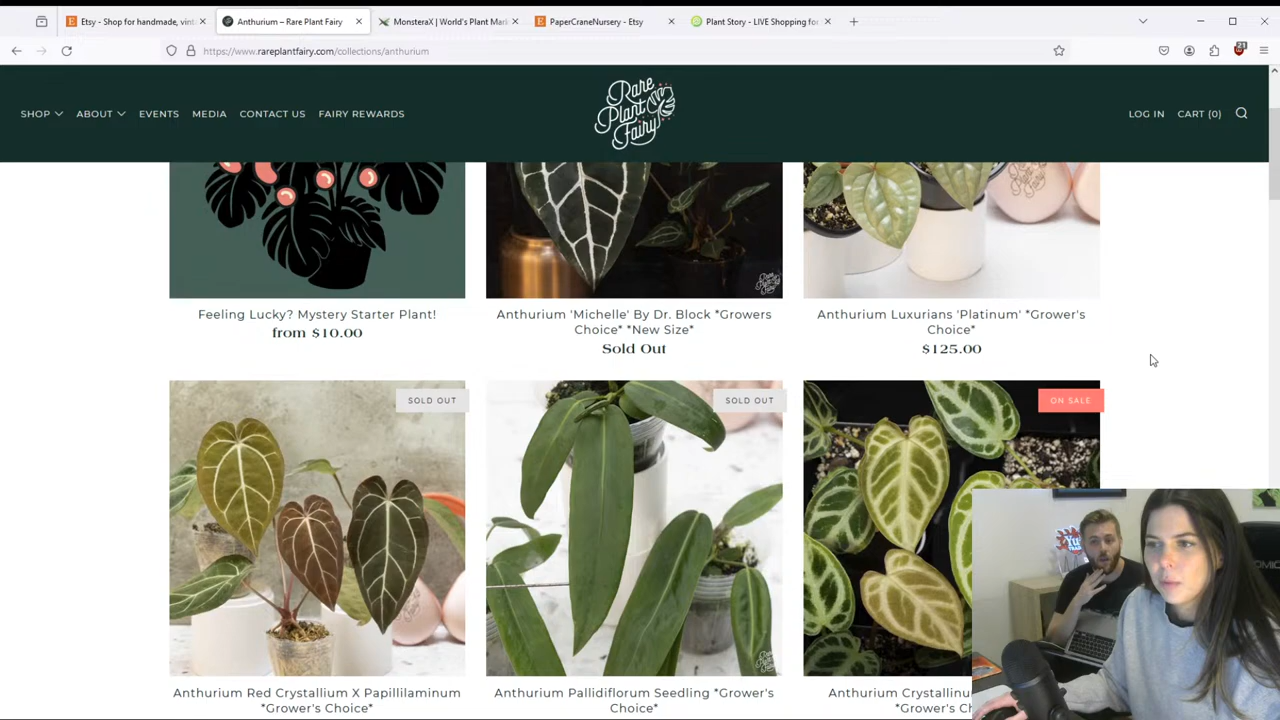 Etsy - Shop for handmade, vint
Anthurium – Rare Plant Fairy
MonsteraX | World's Plant Mark
PaperCraneNursery - Etsy
Plant Story - LIVE Shopping for
https://www.rareplantfairy.com/collections/anthurium
21
SHOP
ABOUT
EVENTS
MEDIA
CONTACT US
FAIRY REWARDS
Rare
Plant
Fairy
LOG IN
CART (0)
Feeling Lucky? Mystery Starter Plant!
from $10.00
Anthurium 'Michelle' By Dr. Block *Growers
Choice* *New Size*
Sold Out
Anthurium Luxurians 'Platinum' *Grower's
Choice*
$125.00
SOLD OUT
SOLD OUT
ON SALE
Anthurium Red Crystallium X Papillilaminum
*Grower's Choice*
Anthurium Pallidiflorum Seedling *Grower's
Choice*
Anthurium Crystallinu
*Grower's Ch